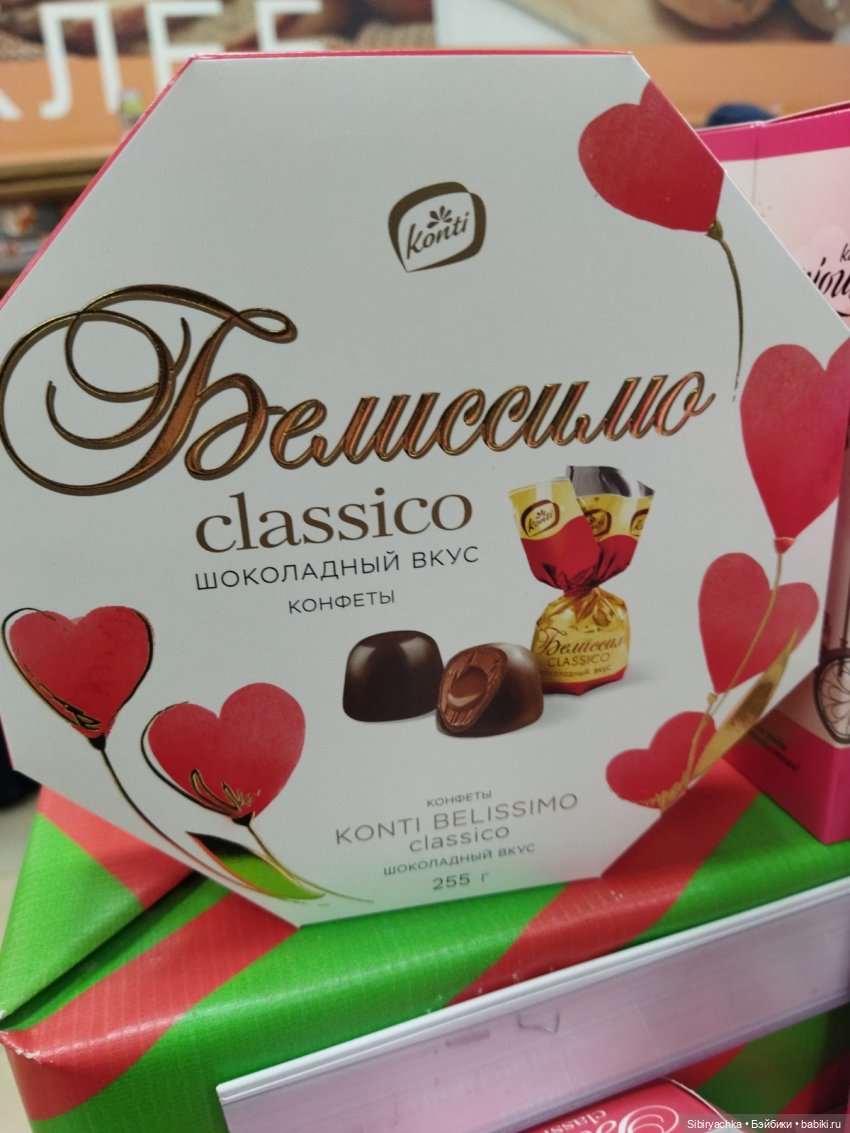 Konti
Белиссимо
classico
ШОКОЛАДНЫЙ ВКУС
КОНФЕТЫ
Konti
Белиссимо
CLASSICO
шоколадный вкус
КОНФЕТЫ
KONTI BELISSIMO
classico
ШОКОЛАДНЫЙ ВКУС
255 г
Sibiryachka • Бэйбики • babiki.ru